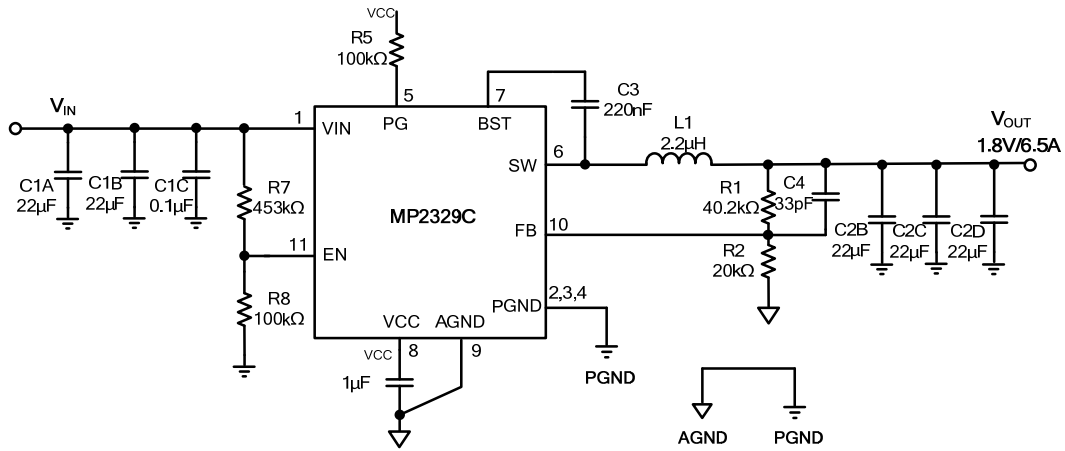 VCC
R5
100kΩ
5
7
C3
220nF
V_IN
1
VIN
PG
BST
L1
2.2µH
V_OUT
1.8V/6.5A
6
SW
C1A
22µF
C1B
22µF
C1C
0.1µF
R7
453kΩ
R1
40.2kΩ
C4
33pF
MP2329C
FB
10
C2B
22µF
C2C
22µF
C2D
22µF
11
EN
R2
20kΩ
R8
100kΩ
PGND
2,3,4
VCC
AGND
VCC
8
9
1µF
PGND
AGND
PGND